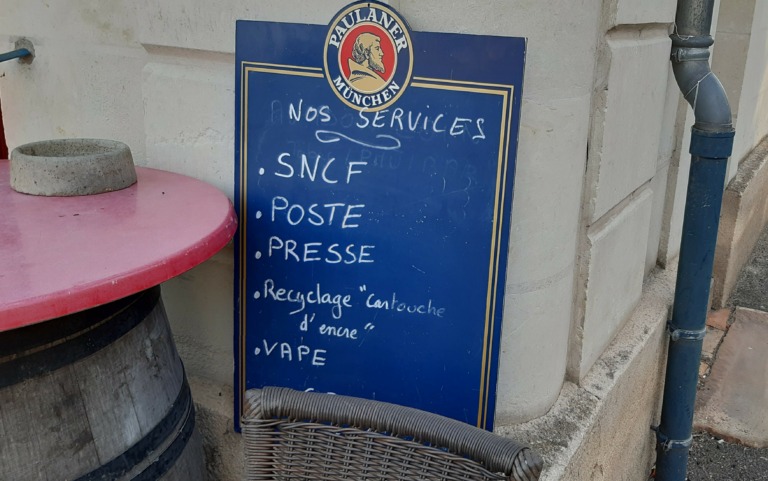 PAULANER
MÜNCHEN
NOS SERVICES
• SNCF
• POSTE
• PRESSE
• Recyclage "Cartouche
d'encre"
• VAPE